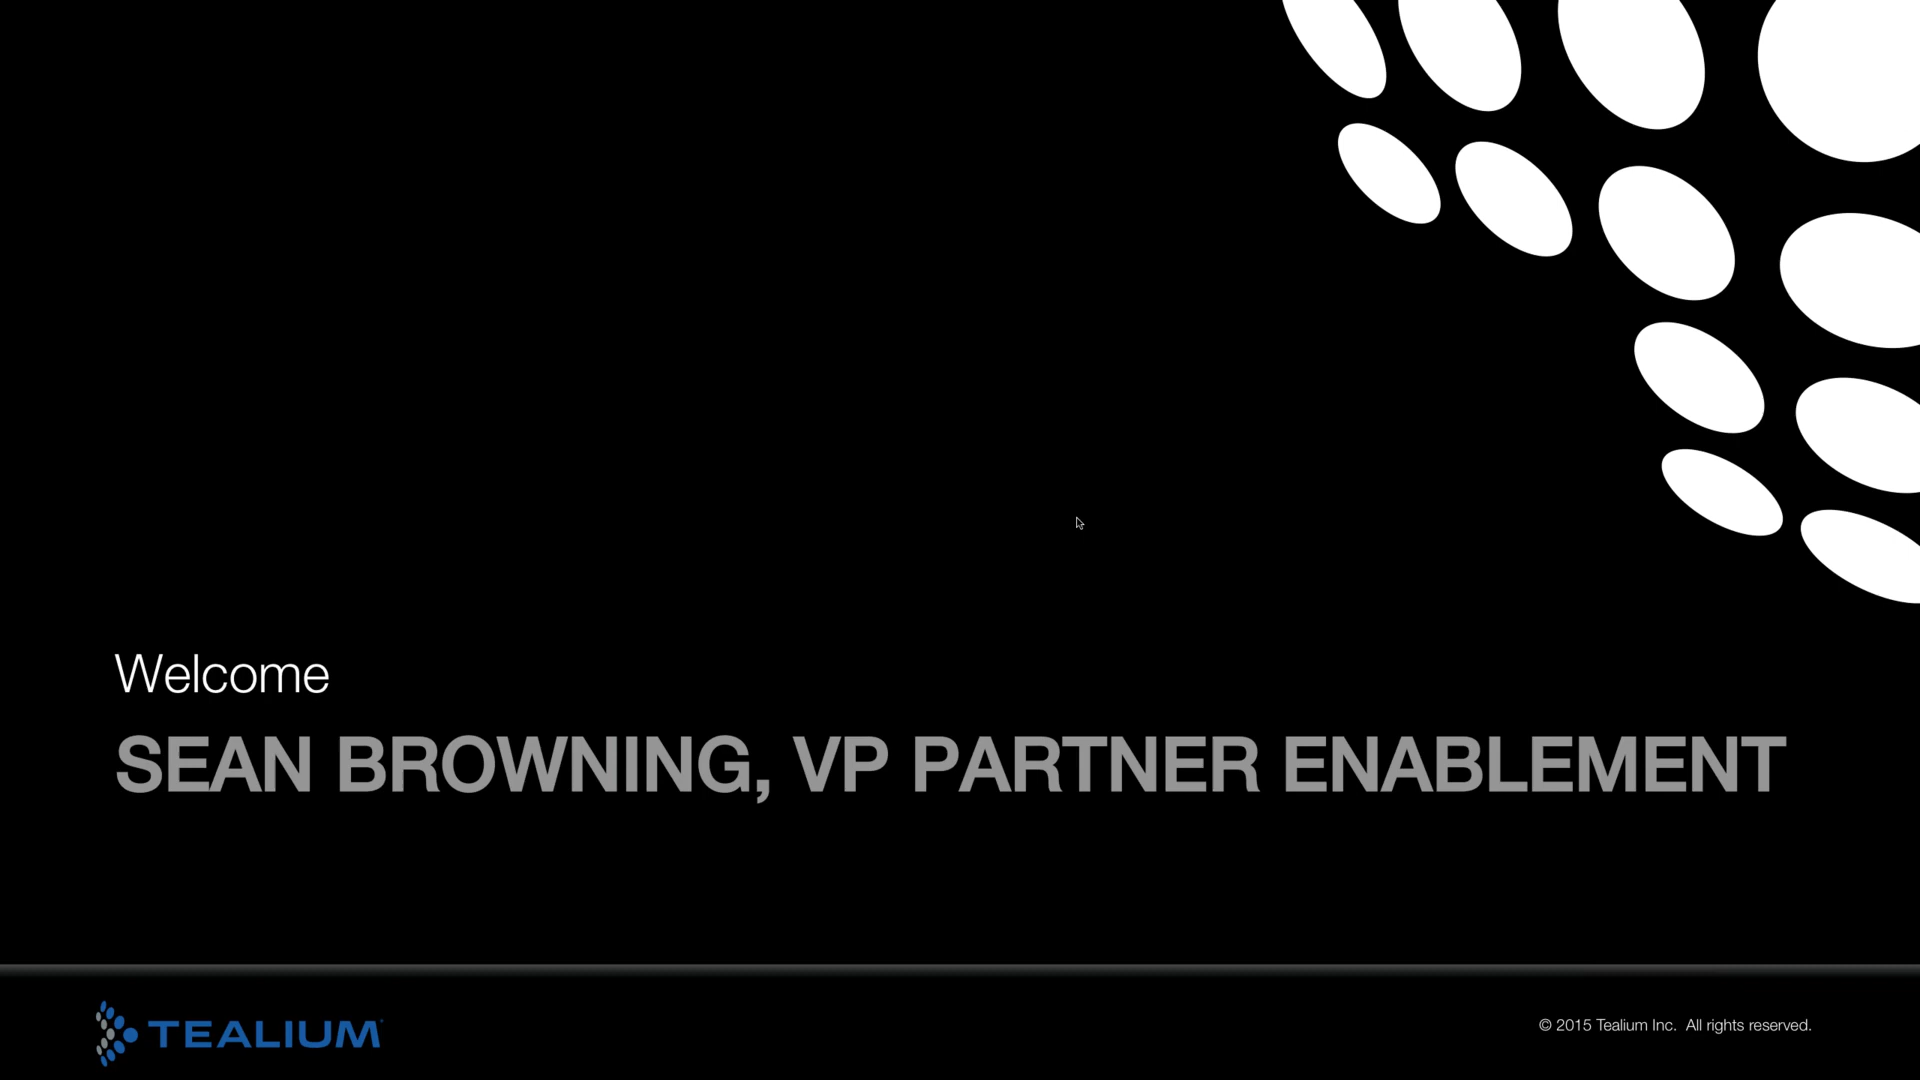 Welcome
SEAN BROWNING, VP PARTNER ENABLEMENT
TEALIUM
© 2015 Tealium Inc. All rights reserved.